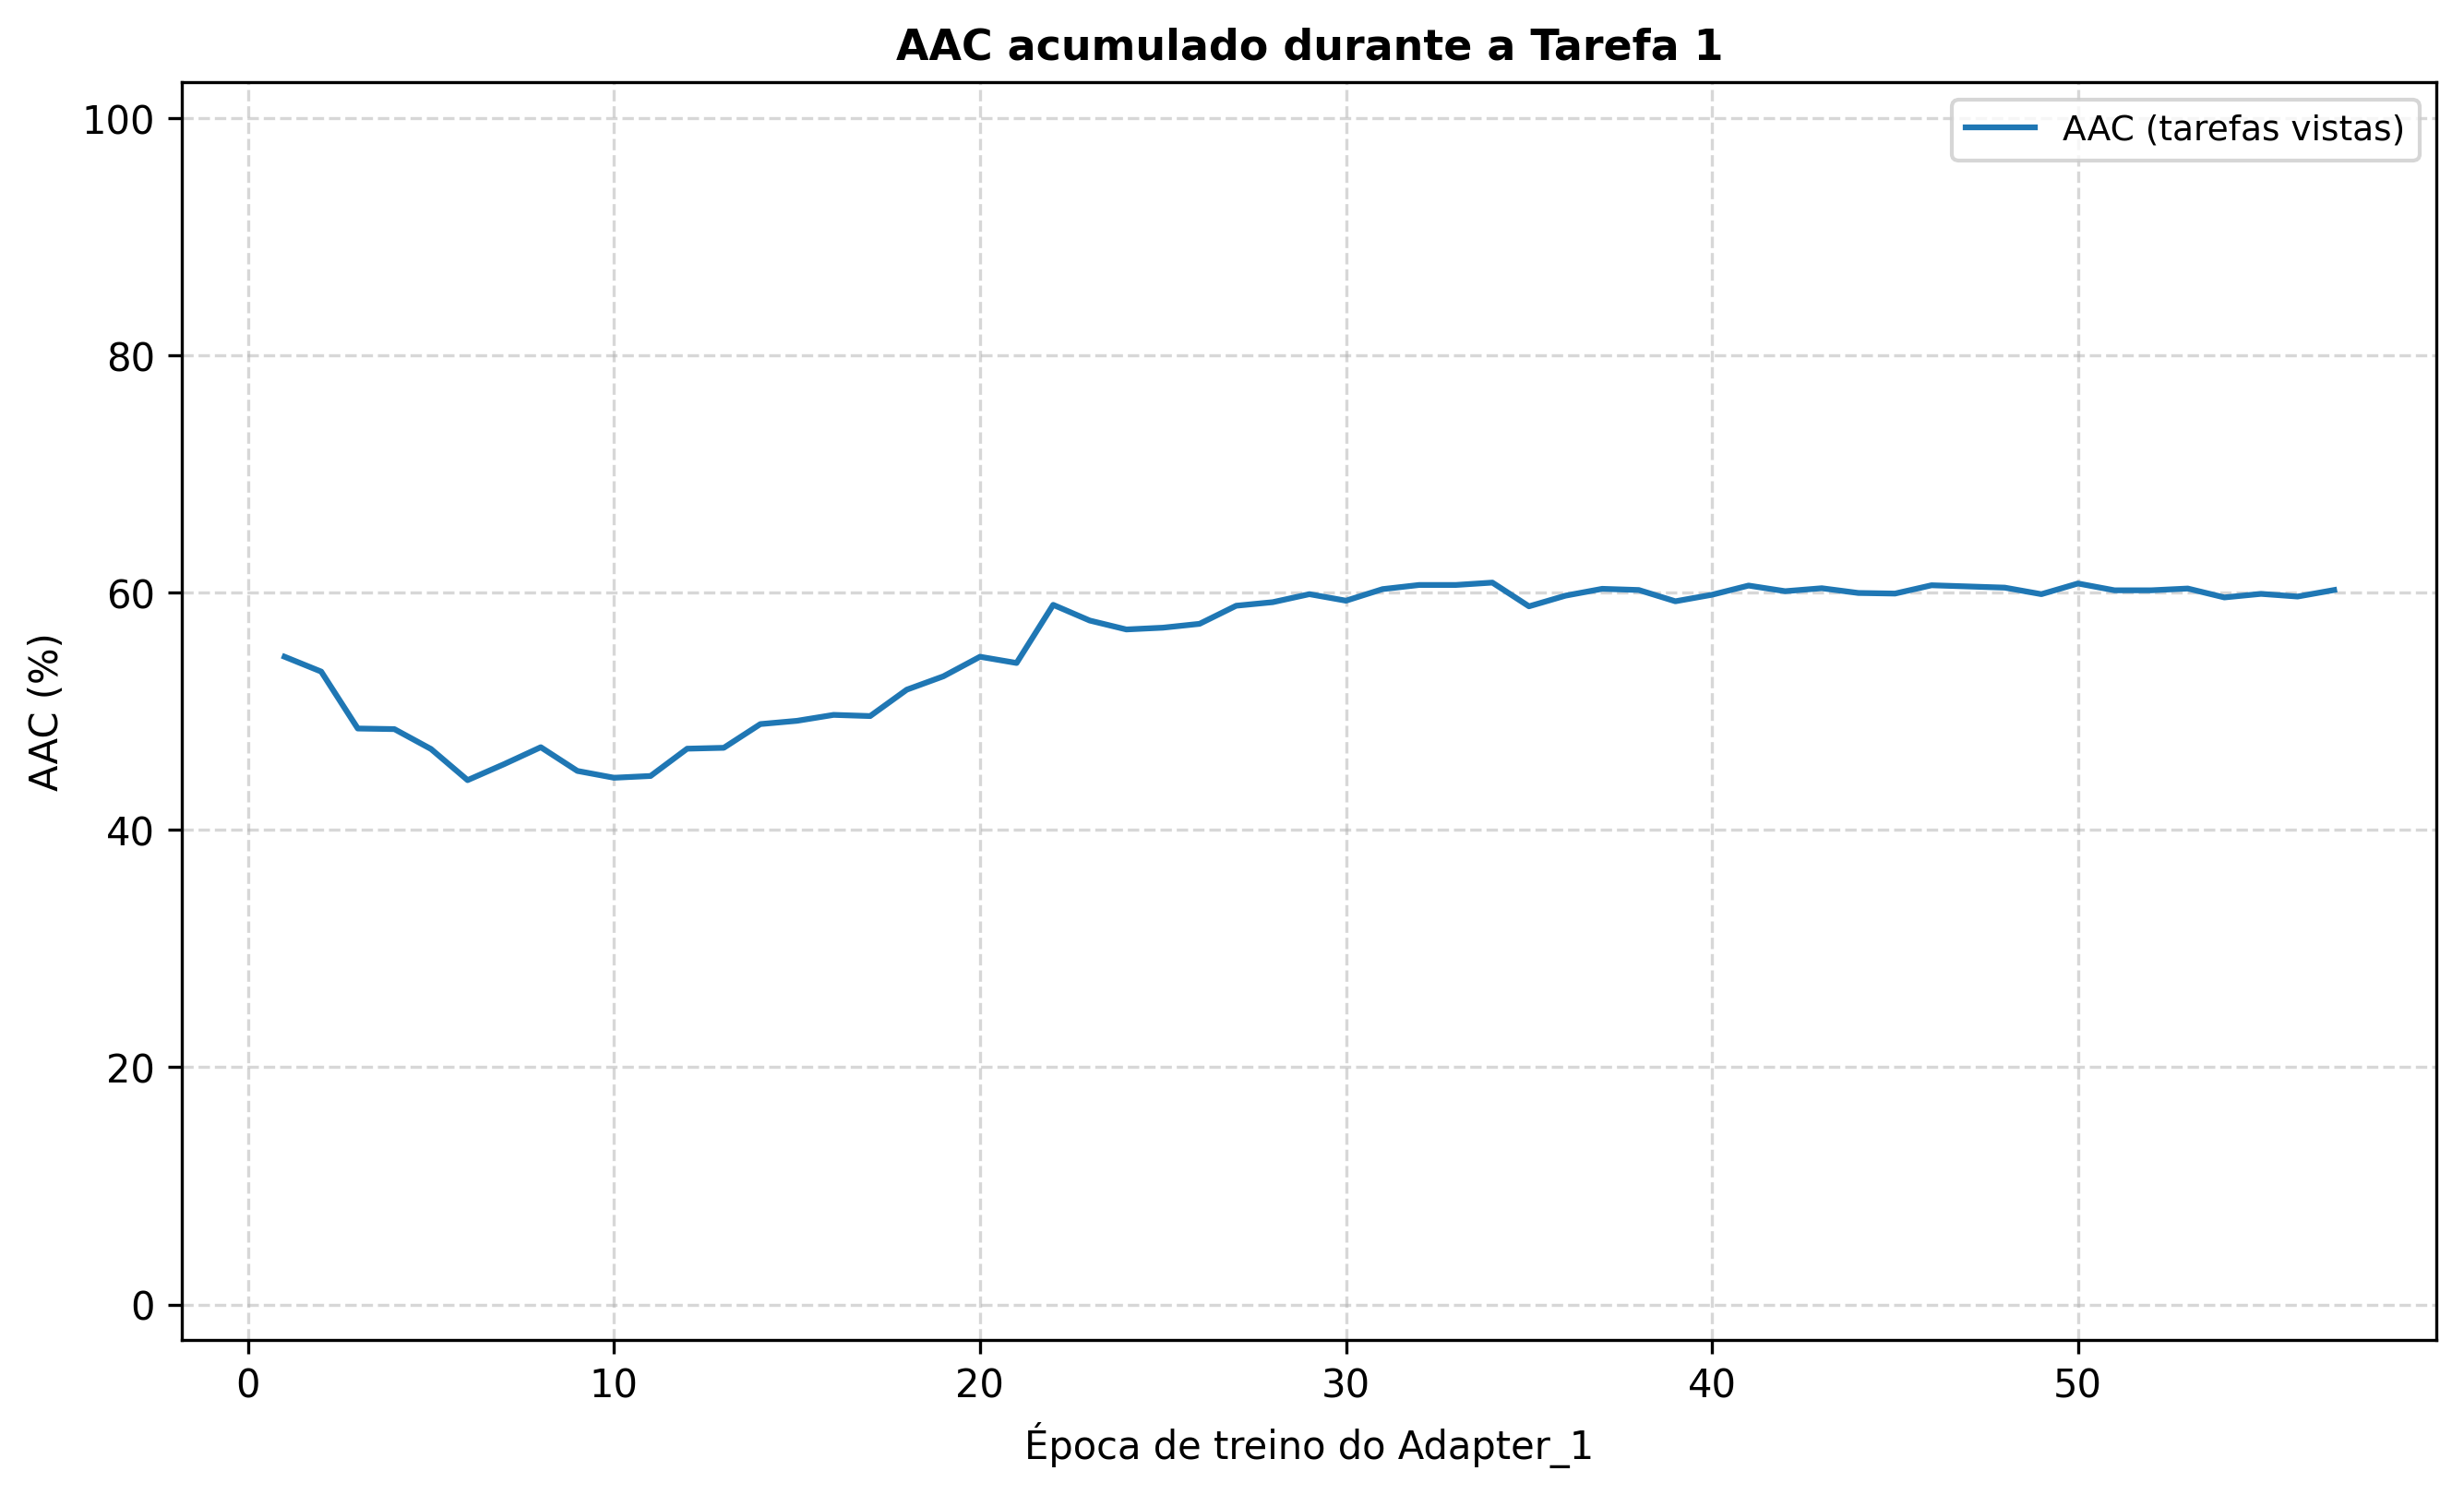 AAC acumulado durante a Tarefa 1
AAC (tarefas vistas)
AAC (%)
100
80
60
40
20
0
0 10 20 30 40 50
Época de treino do Adapter_1